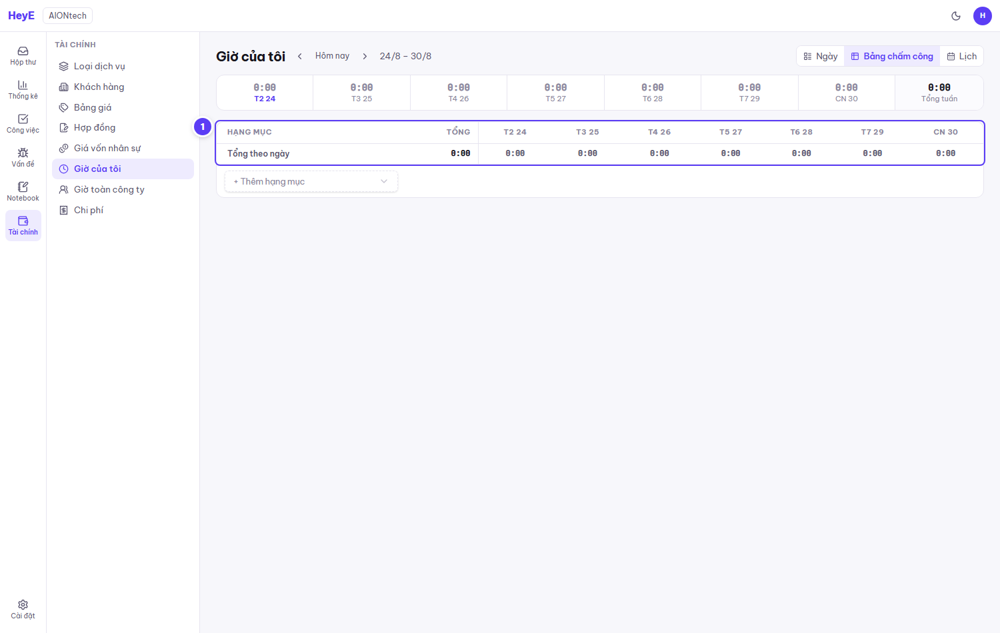 HeyE
AIONtech
H
Hộp thư
Thống kê
Công việc
Vấn đề
Notebook
Tài chính
Cài đặt
TÀI CHÍNH
Loại dịch vụ
Khách hàng
Bảng giá
Hợp đồng
Giá vốn nhân sự
Giờ của tôi
Giờ toàn công ty
Chi phí
Giờ của tôi
Hôm nay
24/8 – 30/8
Ngày
Bảng chấm công
Lịch
0:00 0:00 0:00 0:00 0:00 0:00 0:00 0:00
T2 24 T3 25 T4 26 T5 27 T6 28 T7 29 CN 30 Tổng tuần
1
HẠNG MỤC TỔNG T2 24 T3 25 T4 26 T5 27 T6 28 T7 29 CN 30
Tổng theo ngày 0:00 0:00 0:00 0:00 0:00 0:00 0:00 0:00
+ Thêm hạng mục